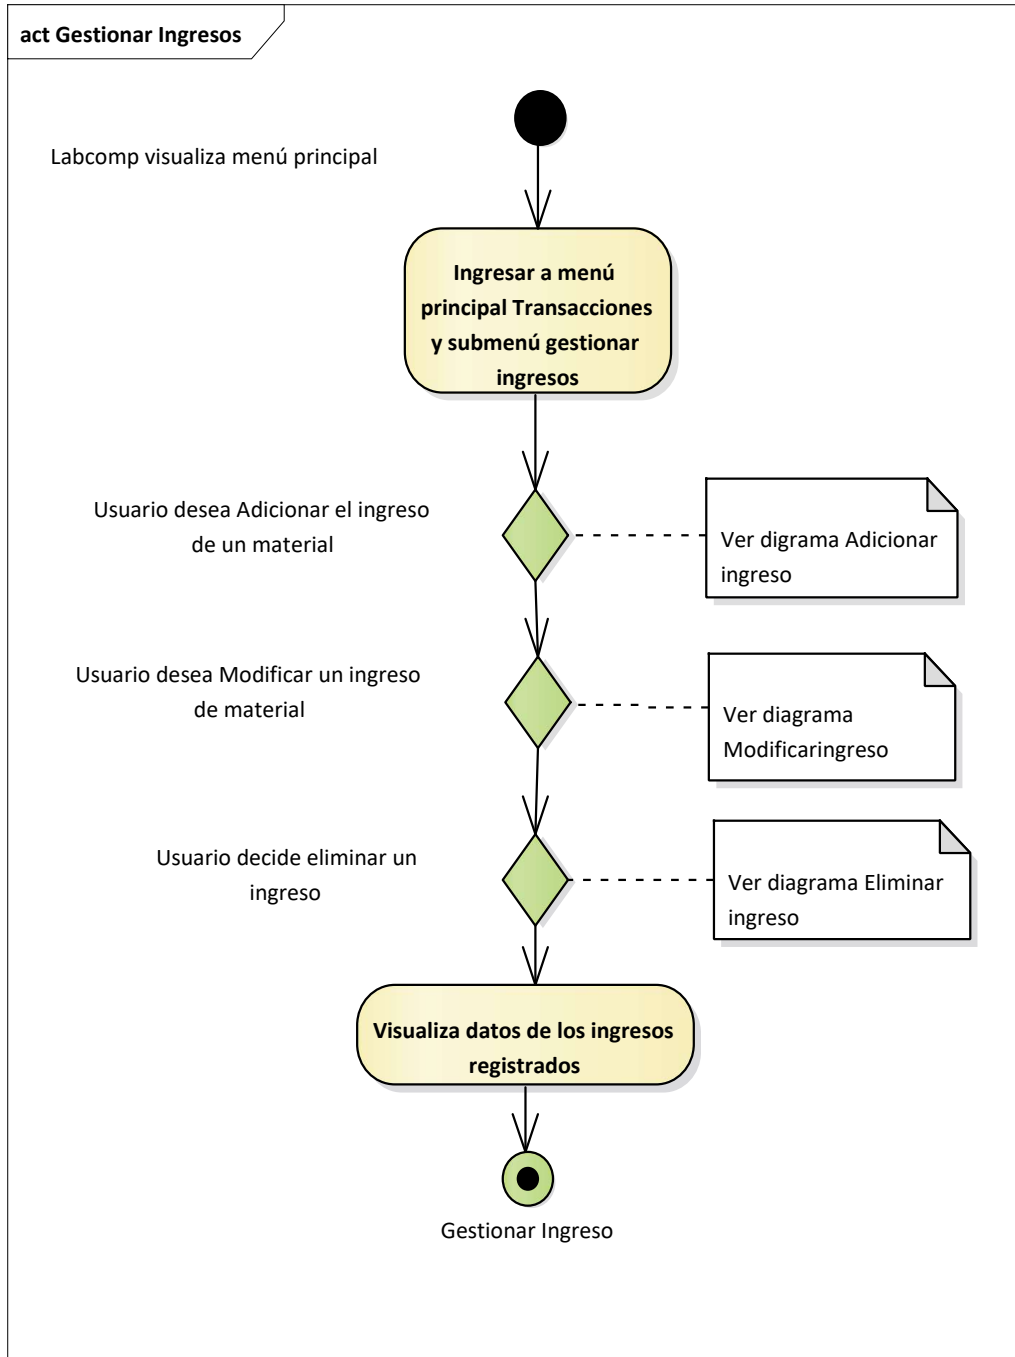 act Gestionar Ingresos
Labcomp visualiza menú principal
Ingresar a menú
principal Transacciones
y submenú gestionar
ingresos
Usuario desea Adicionar el ingreso
de un material
Ver digrama Adicionar
ingreso
Usuario desea Modificar un ingreso
de material
Ver diagrama
Modificaringreso
Usuario decide eliminar un
ingreso
Ver diagrama Eliminar
ingreso
Visualiza datos de los ingresos
registrados
Gestionar Ingreso